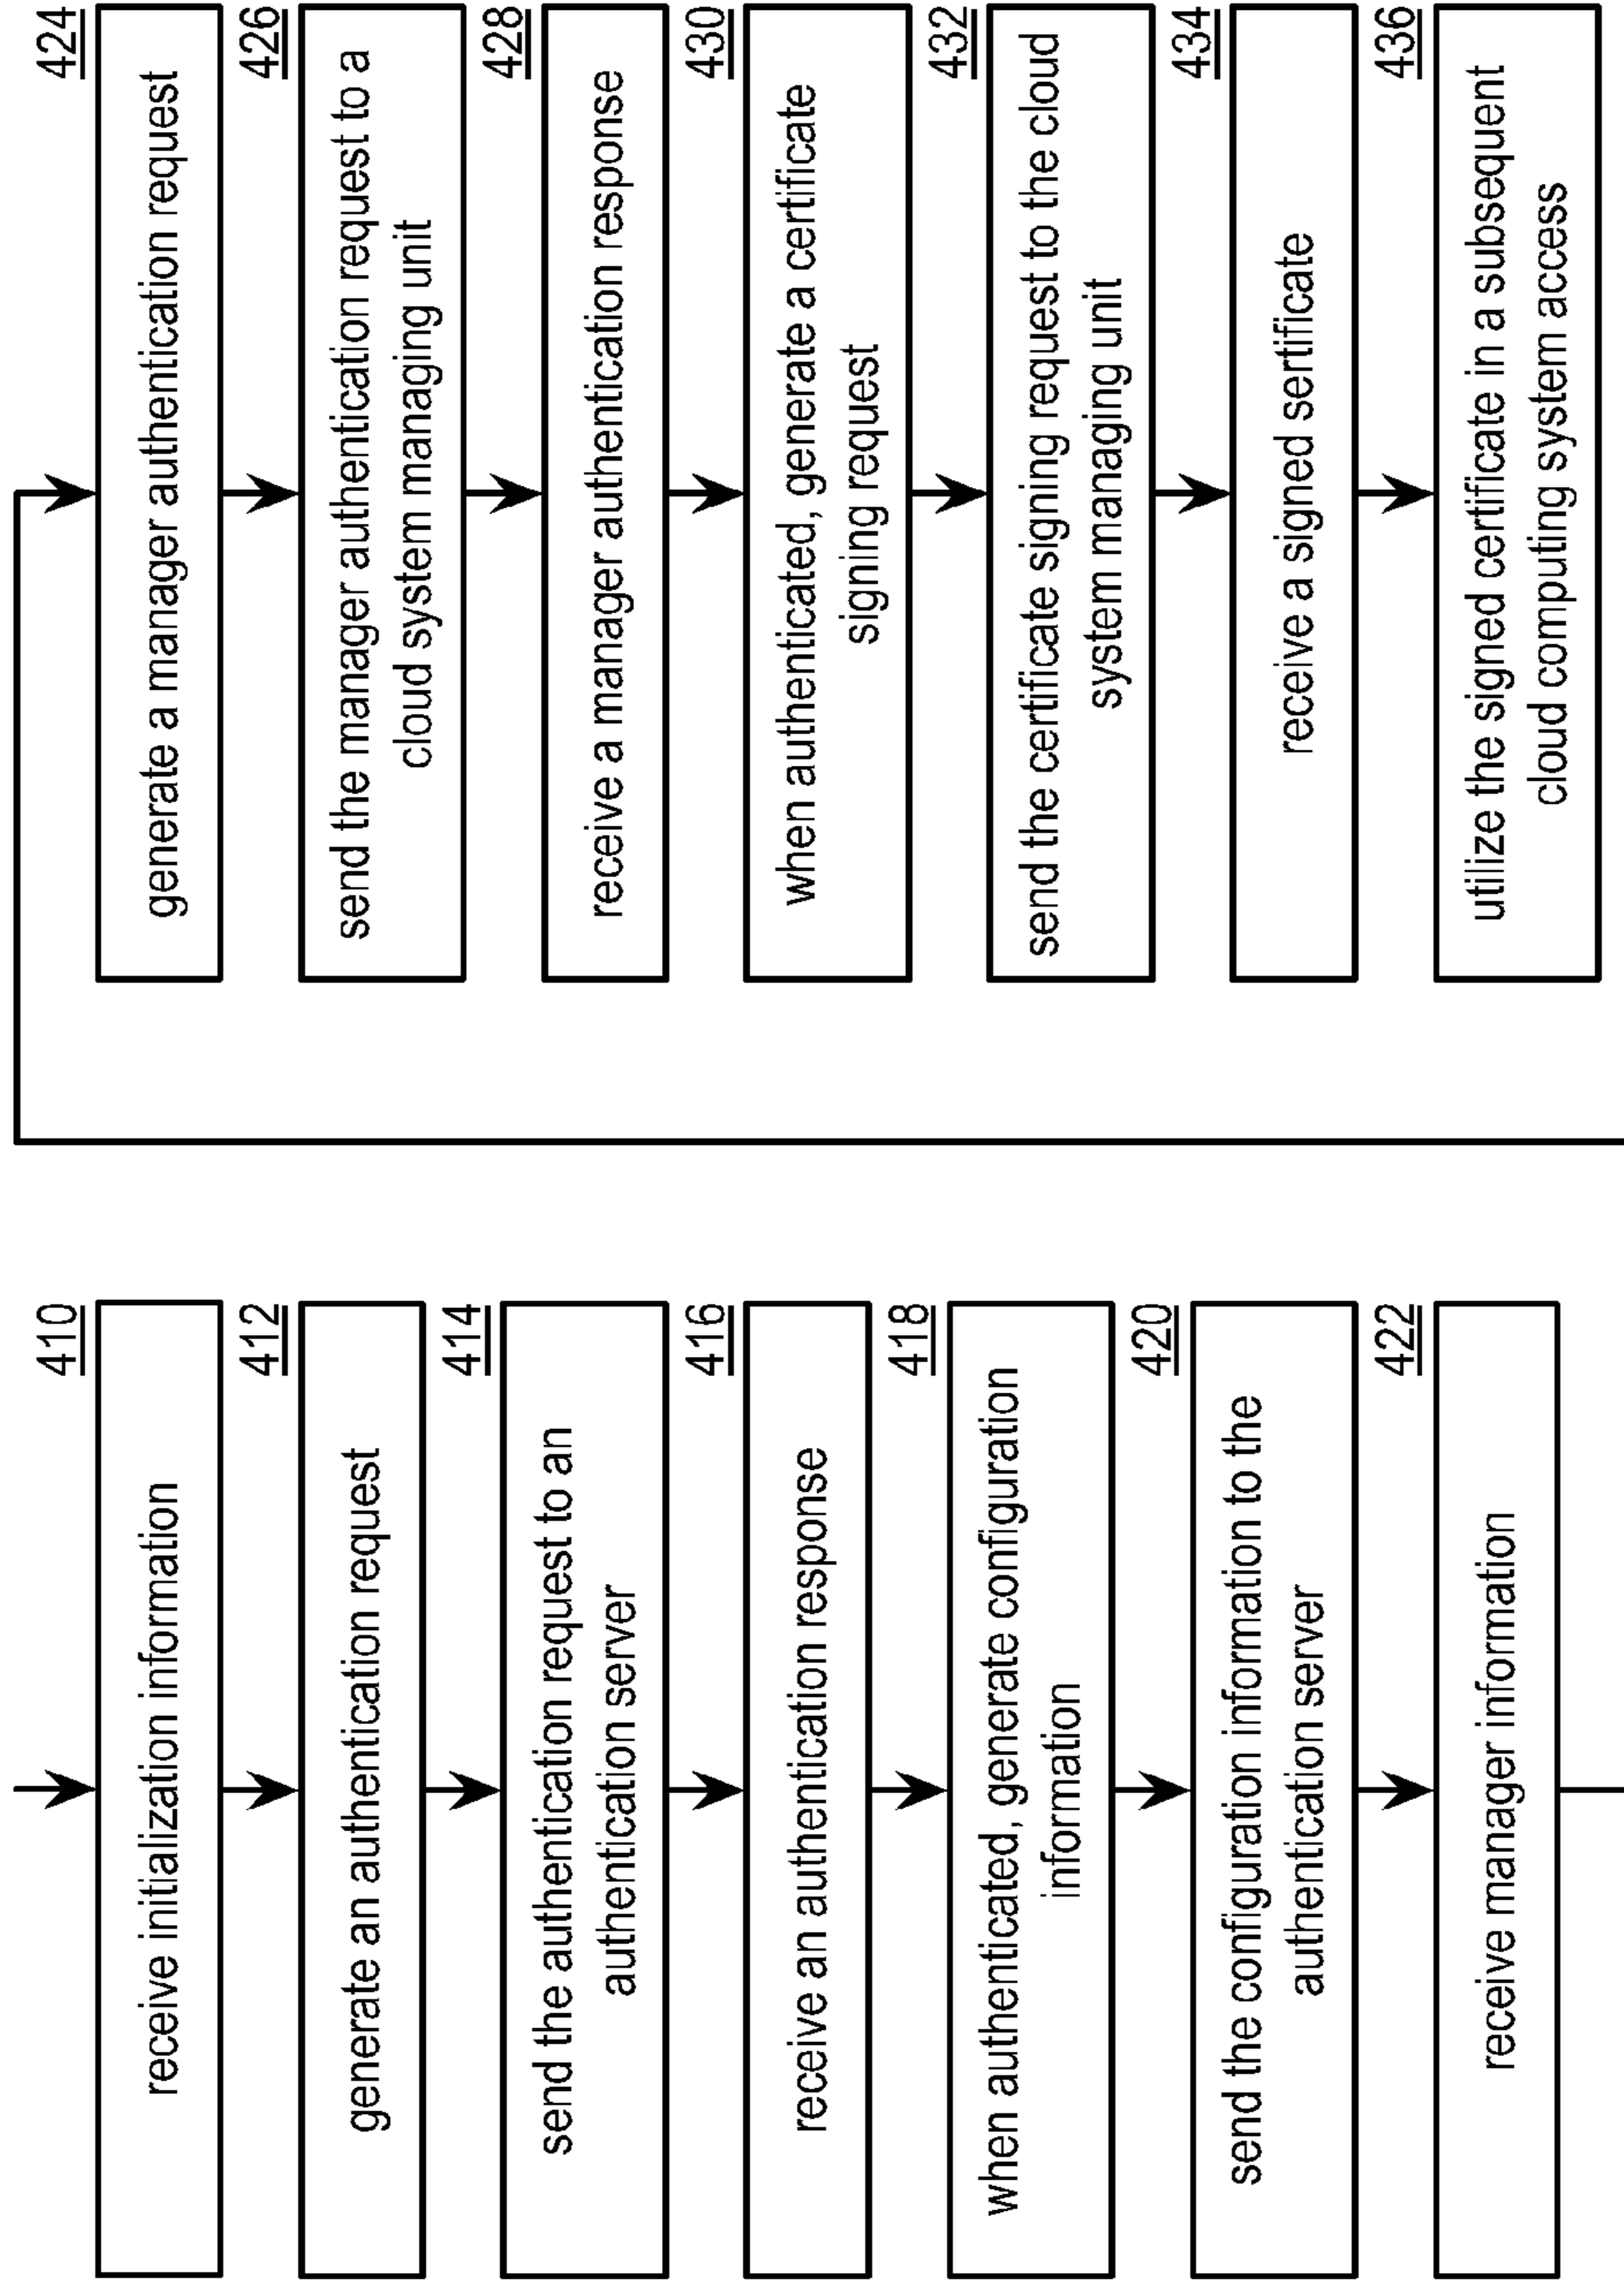 410
receive initialization information
412
generate an authentication request
414
send the authentication request to an
authentication server
416
receive an authentication response
418
when authenticated, generate configuration
information
420
send the configuration information to the
authentication server
422
receive manager information
424
generate a manager authentication request
426
send the manager authentication request to a
cloud system managing unit
428
receive a manager authentication response
430
when authenticated, generate a certificate
signing request
432
send the certificate signing request to the cloud
system managing unit
434
receive a signed sertificate
436
utilize the signed certificate in a subsequent
cloud computing system access